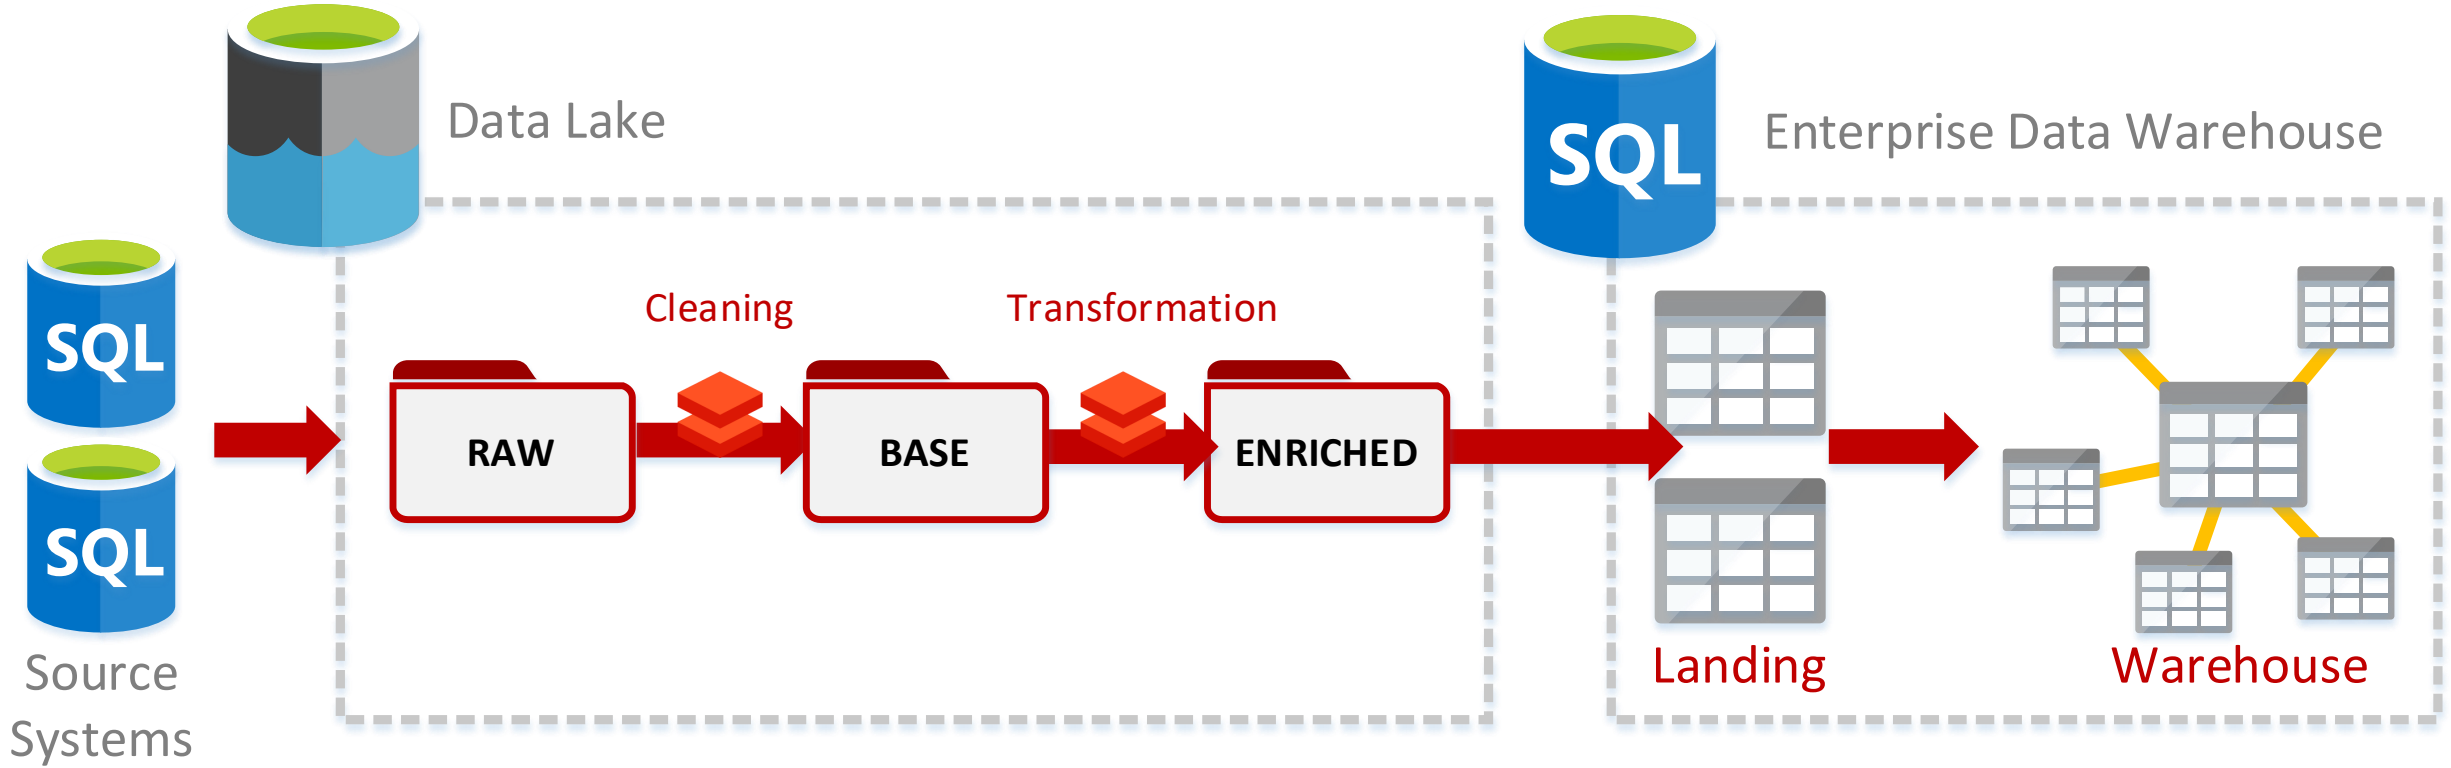 Data Lake
SQL
Enterprise Data Warehouse
SQL
SQL
Source
Systems
Cleaning
Transformation
RAW
BASE
ENRICHED
Landing
Warehouse